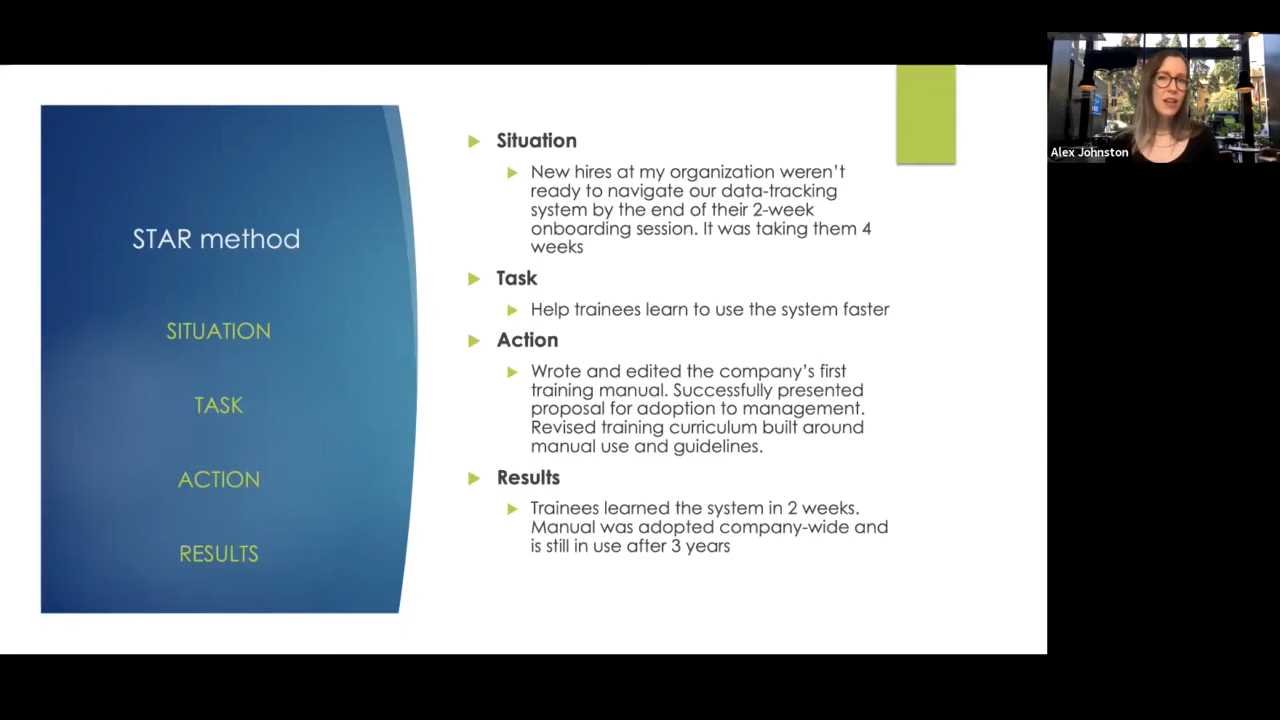 STAR method
SITUATION
TASK
ACTION
RESULTS
Situation
New hires at my organization weren't
ready to navigate our data-tracking
system by the end of their 2-week
onboarding session. It was taking them 4
weeks
Task
Help trainees learn to use the system faster
Action
Wrote and edited the company's first
training manual. Successfully presented
proposal for adoption to management.
Revised training curriculum built around
manual use and guidelines.
Results
Trainees learned the system in 2 weeks.
Manual was adopted company-wide and
is still in use after 3 years
Alex Johnston